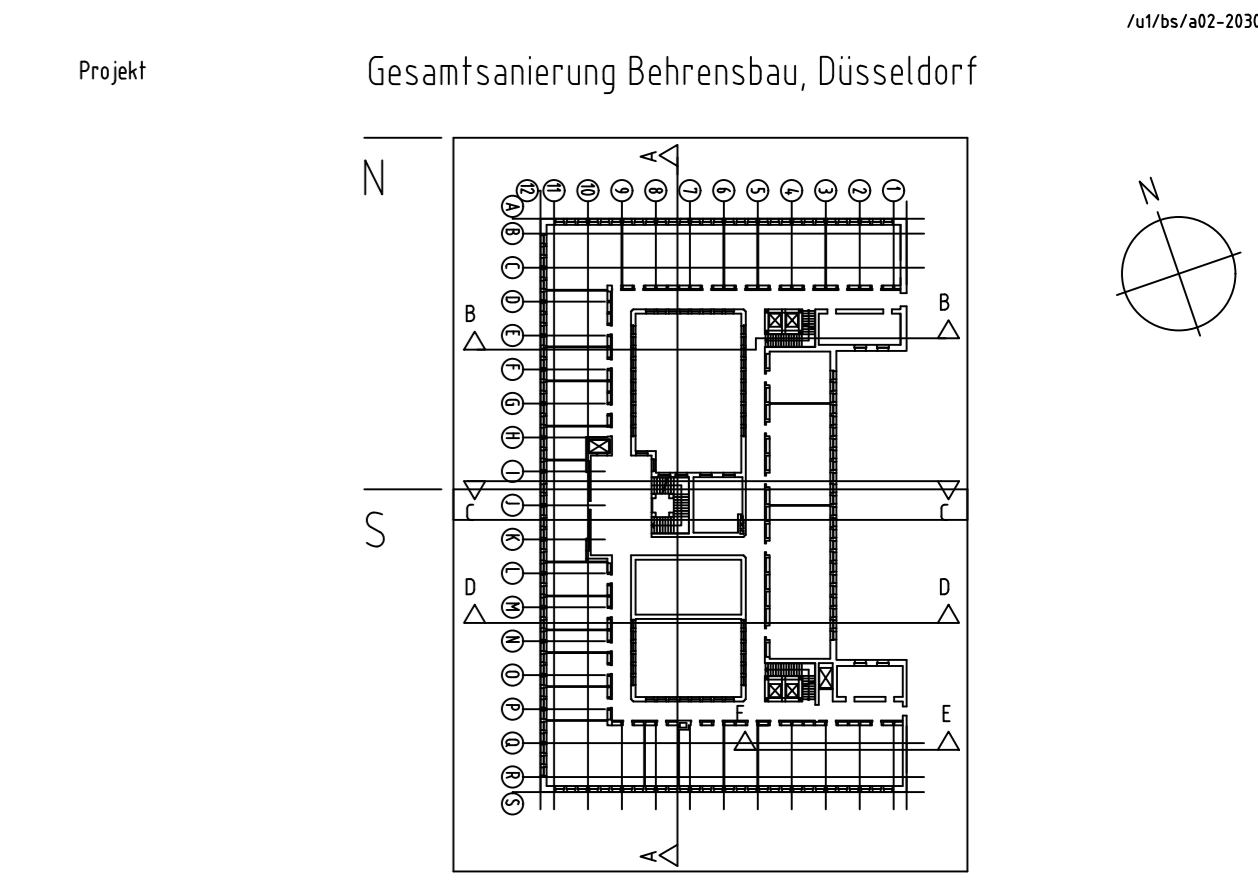 /u1/bs/a02-2030
Projekt
Gesamtsanierung Behrensbau, Düsseldorf
N
N
A
12 11 10 9 8 7 6 5 4 3 2 1
A
B
C
D
E
F
G
H
I
J
K
L
M
N
O
P
Q
R
S
B B
C C
S
D D
E E
A